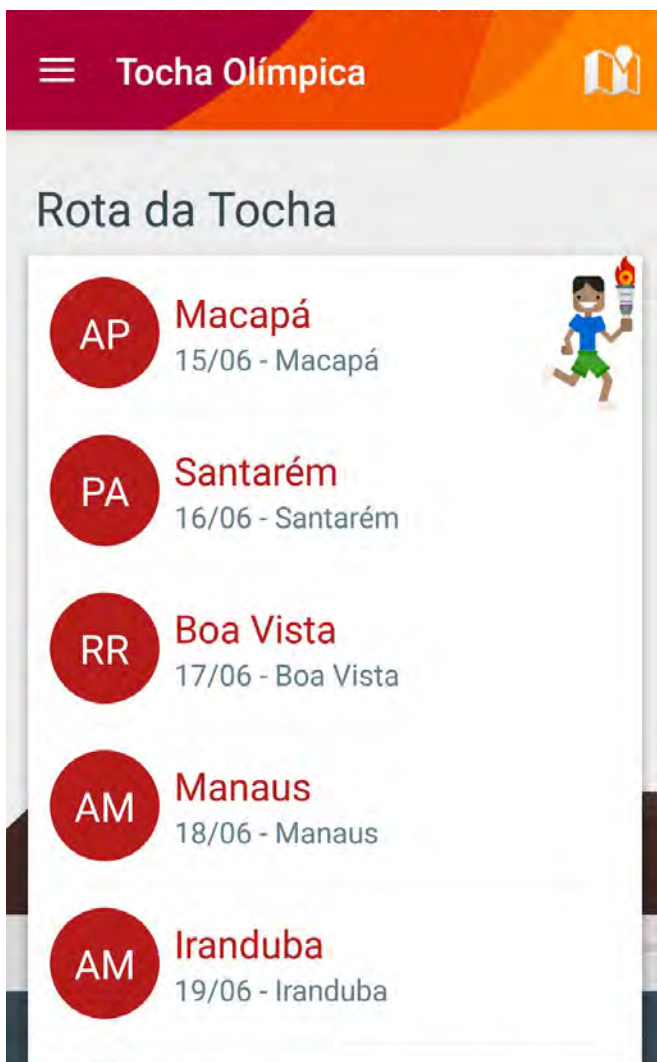 Tocha Olímpica
Rota da Tocha
AP
Macapá
15/06 - Macapá
PA
Santarém
16/06 - Santarém
RR
Boa Vista
17/06 - Boa Vista
AM
Manaus
18/06 - Manaus
AM
Iranduba
19/06 - Iranduba